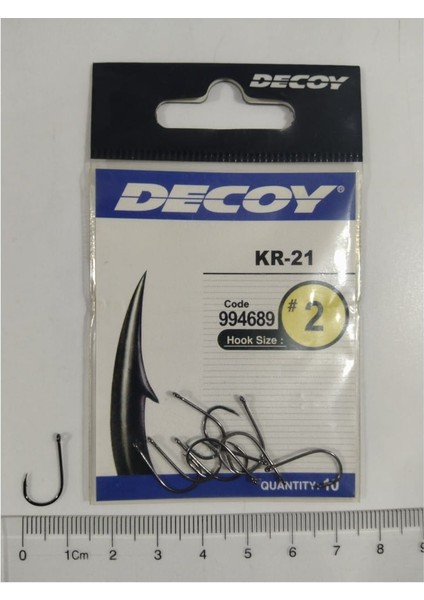 DECOY
DECOY®
KR-21
Code
994689
Hook Size :
#2
QUANTITY:10
0 1Cm 2 3 4 5 6 7 8 9